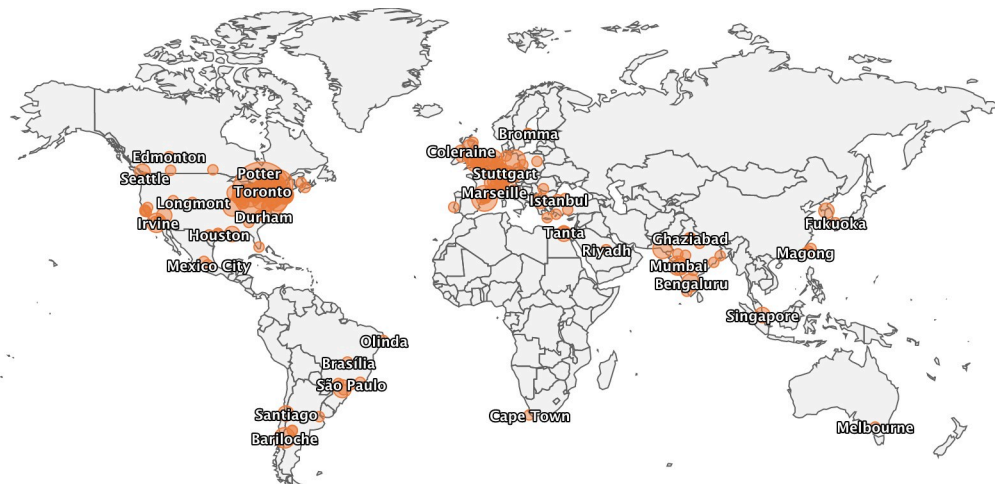 Bromma
Coleraine
Edmonton
Potter
Stuttgart
Seattle
Toronto
Marseille
Istanbul
Longmont
Durham
Irvine
Fukuoka
Houston
Tanta
Ghaziabad
Riyadh
Magong
Mexico City
Mumbai
Bengaluru
Singapore
Olinda
Brasília
São Paulo
Santiago
Cape Town
Melbourne
Bariloche